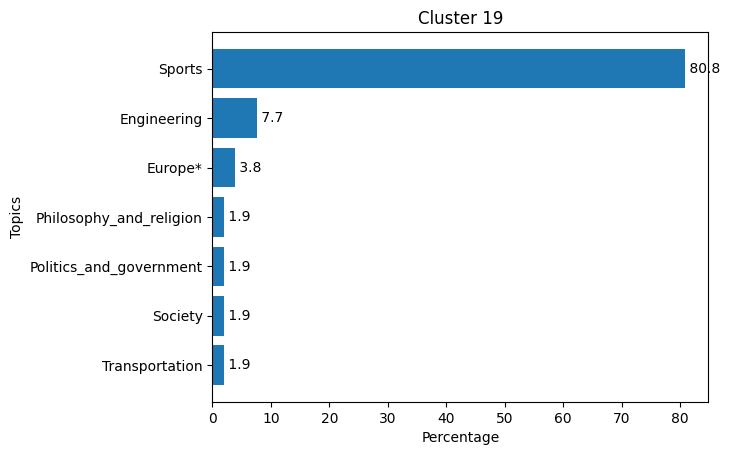 Cluster 19
Topics
Sports 80.8
Engineering 7.7
Europe* 3.8
Philosophy_and_religion 1.9
Politics_and_government 1.9
Society 1.9
Transportation 1.9
0 10 20 30 40 50 60 70 80
Percentage